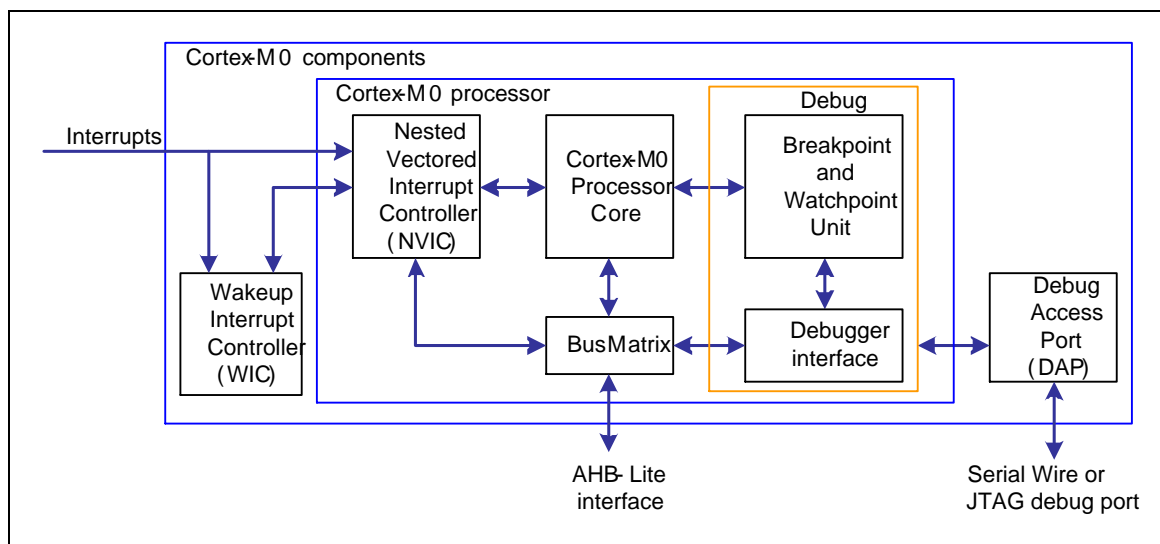 Cortex-M0 components
Cortex-M0 processor
Debug
Interrupts
Nested
Vectored
Interrupt
Controller
(NVIC)
Cortex-M0
Processor
Core
Breakpoint
and
Watchpoint
Unit
Wakeup
Interrupt
Controller
(WIC)
Bus Matrix
Debugger
interface
Debug
Access
Port
(DAP)
AHB-Lite
interface
Serial Wire or
JTAG debug port